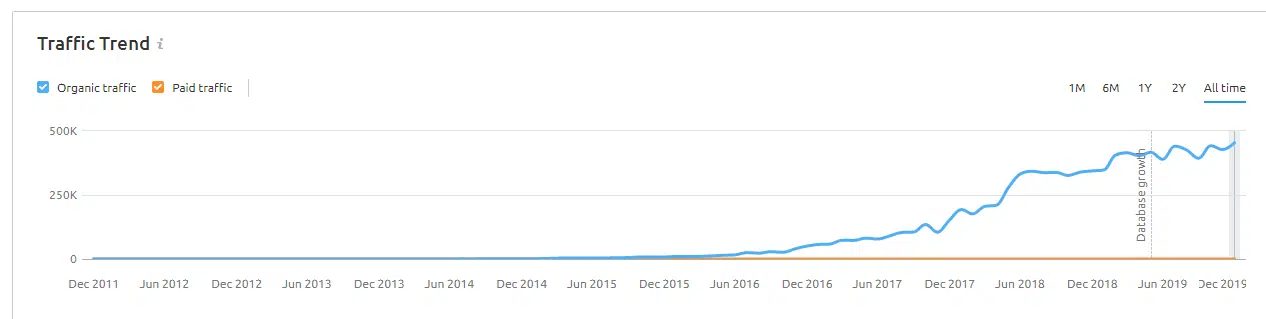 Traffic Trend i
Organic traffic Paid traffic 1M 6M 1Y 2Y All time
500K
250K
0
Database growth
Dec 2011 Jun 2012 Dec 2012 Jun 2013 Dec 2013 Jun 2014 Dec 2014 Jun 2015 Dec 2015 Jun 2016 Dec 2016 Jun 2017 Dec 2017 Jun 2018 Dec 2018 Jun 2019 Dec 2019